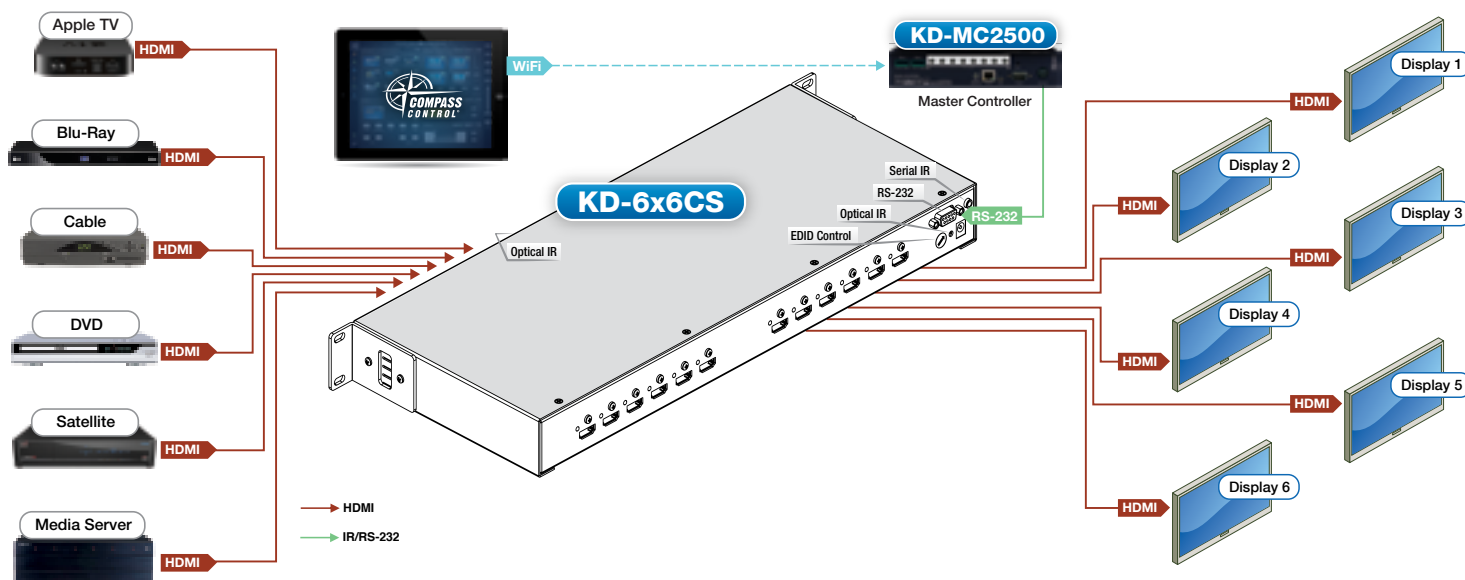 Apple TV
HDMI
Blu-Ray
HDMI
Cable
HDMI
DVD
HDMI
Satellite
HDMI
Media Server
HDMI
COMPASS
CONTROL®
WiFi
KD-MC2500
Master Controller
KD-6x6CS
Optical IR
Serial IR
RS-232
Optical IR
EDID Control
RS-232
HDMI
IR/RS-232
HDMI
Display 1
HDMI
Display 2
HDMI
Display 3
HDMI
Display 4
HDMI
Display 5
HDMI
Display 6